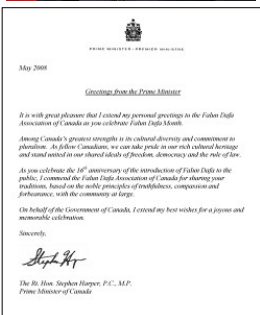 PRIME MINISTER · PREMIER MINISTRE
May 2008
Greetings from the Prime Minister
It is with great pleasure that I extend my personal greetings to the Falun Dafa
Association of Canada as you celebrate Falun Dafa Month.
Among Canada's greatest strengths is its cultural diversity and commitment to
pluralism. As fellow Canadians, we can take pride in our rich cultural heritage
and stand united in our shared ideals of freedom, democracy and the rule of law.
As you celebrate the 16th anniversary of the introduction of Falun Dafa to the
public, I commend the Falun Dafa Association of Canada for sharing your
traditions, based on the noble principles of truthfulness, compassion and
forbearance, with the community at large.
On behalf of the Government of Canada, I extend my best wishes for a joyous and
memorable celebration.
Sincerely,
The Rt. Hon. Stephen Harper, P.C., M.P.
Prime Minister of Canada